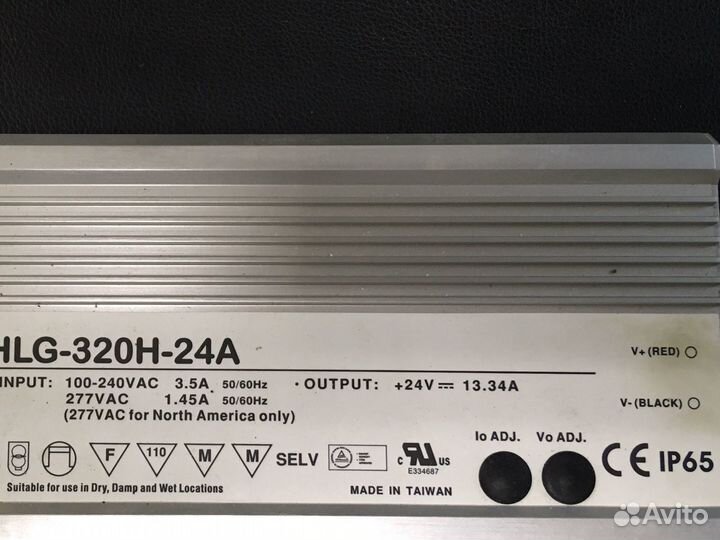 HLG-320H-24A
V+(RED)
INPUT: 100-240VAC 3.5A 50/60Hz · OUTPUT: +24V 13.34A
277VAC 1.45A 50/60Hz
V-(BLACK)
(277VAC for North America only)
Io ADJ. Vo ADJ.
F 110 M M SELV c RU US CE IP65
E334687
Suitable for use in Dry, Damp and Wet Locations
MADE IN TAIWAN
Avito